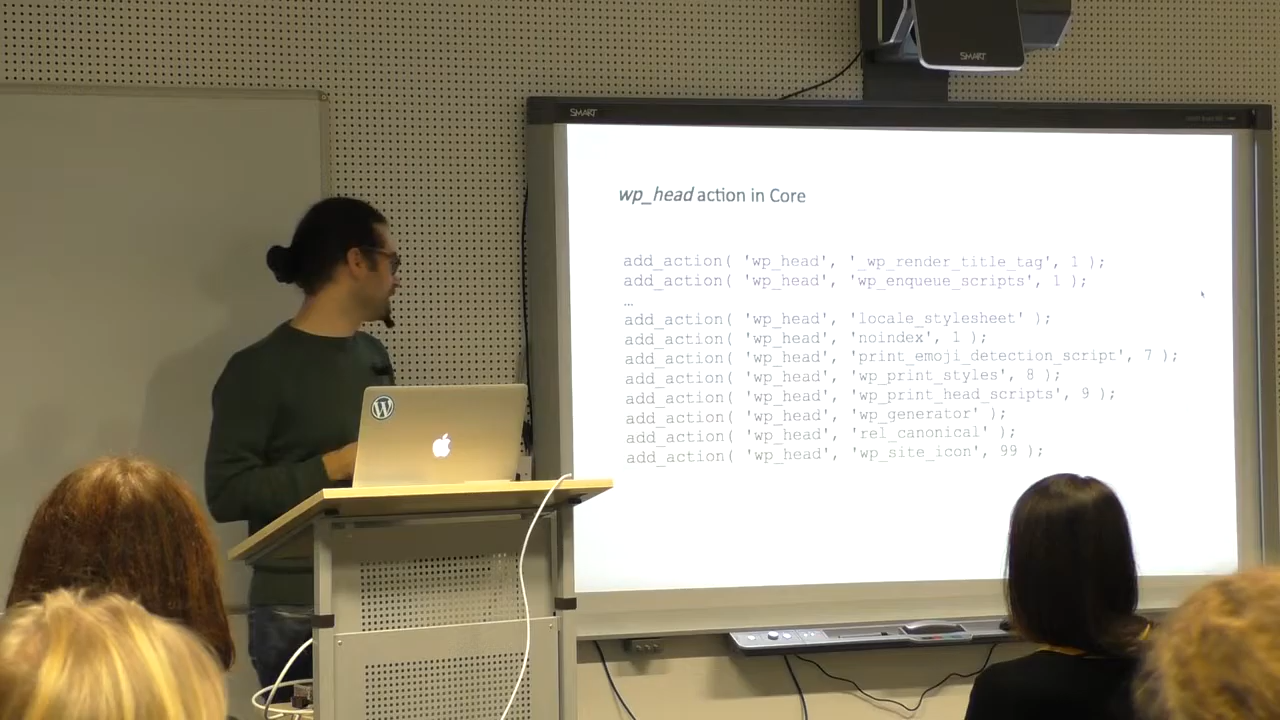 SMART
SMART
wp_head action in Core
add_action( 'wp_head', '_wp_render_title_tag', 1 );
add_action( 'wp_head', 'wp_enqueue_scripts', 1 );
…
add_action( 'wp_head', 'locale_stylesheet' );
add_action( 'wp_head', 'noindex', 1 );
add_action( 'wp_head', 'print_emoji_detection_script', 7 );
add_action( 'wp_head', 'wp_print_styles', 8 );
add_action( 'wp_head', 'wp_print_head_scripts', 9 );
add_action( 'wp_head', 'wp_generator' );
add_action( 'wp_head', 'rel_canonical' );
add_action( 'wp_head', 'wp_site_icon', 99 );
W